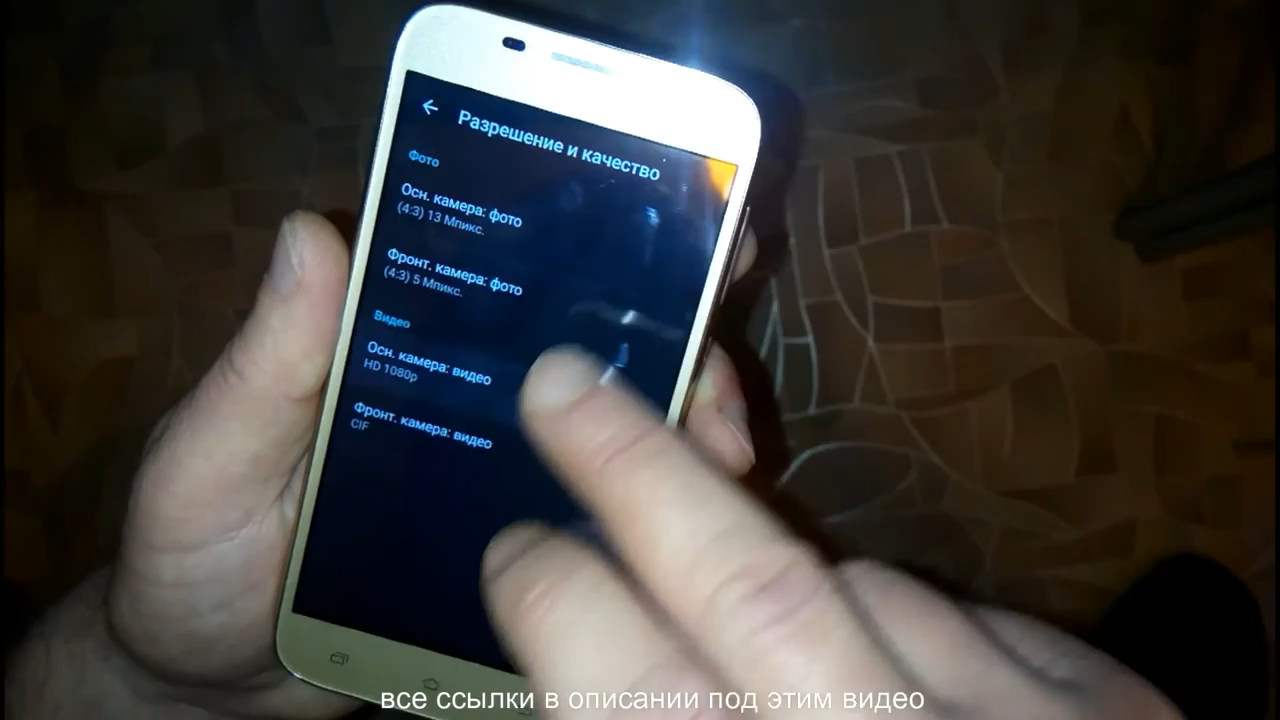 Разрешение и качество
Фото
Осн. камера: фото
(4:3) 13 Мпикс.
Фронт. камера: фото
(4:3) 5 Мпикс.
Видео
Осн. камера: видео
HD 1080p
Фронт. камера: видео
CIF
все ссылки в описании под этим видео